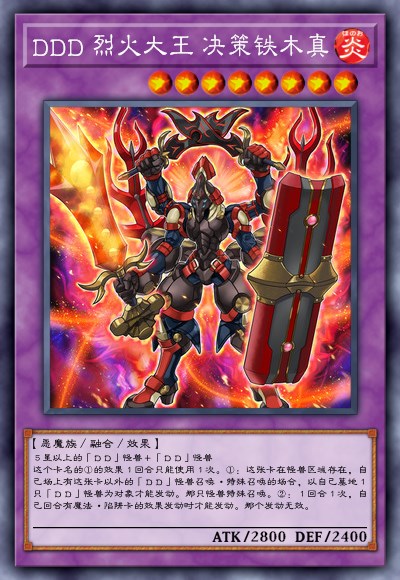 DDD 烈火大王 决策铁木真
炎
ほのお
【恶魔族／融合／效果】
5星以上的「DD」怪兽＋「DD」怪兽
这个卡名的①的效果1回合只能使用1次。①：这张卡在怪兽区域存在，自
己场上有这张卡以外的「DD」怪兽召唤·特殊召唤的场合，以自己墓地1
只「DD」怪兽为对象才能发动。那只怪兽特殊召唤。②：1回合1次，自
己回合有魔法·陷阱卡的效果发动时才能发动。那个发动无效。
ATK/2800 DEF/2400